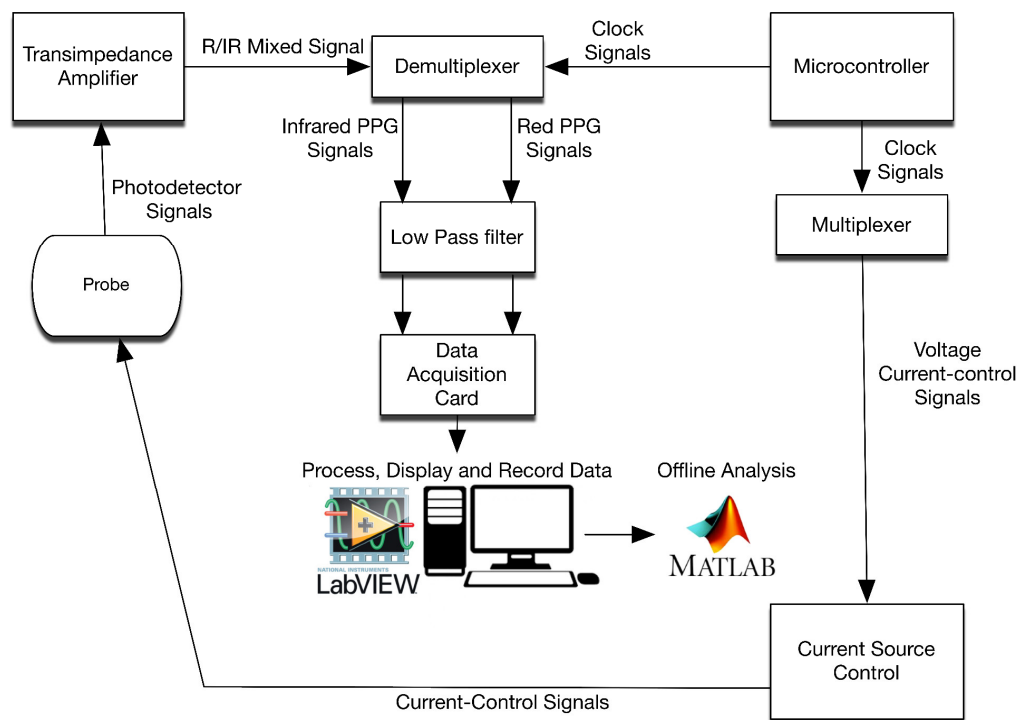 Transimpedance
Amplifier
R/IR Mixed Signal
Demultiplexer
Clock
Signals
Microcontroller
Infrared PPG
Signals
Red PPG
Signals
Clock
Signals
Photodetector
Signals
Multiplexer
Low Pass filter
Probe
Data
Acquisition
Card
Voltage
Current-control
Signals
Process, Display and Record Data
Offline Analysis
NATIONAL INSTRUMENTS
LabVIEW
MATLAB
Current Source
Control
Current-Control Signals